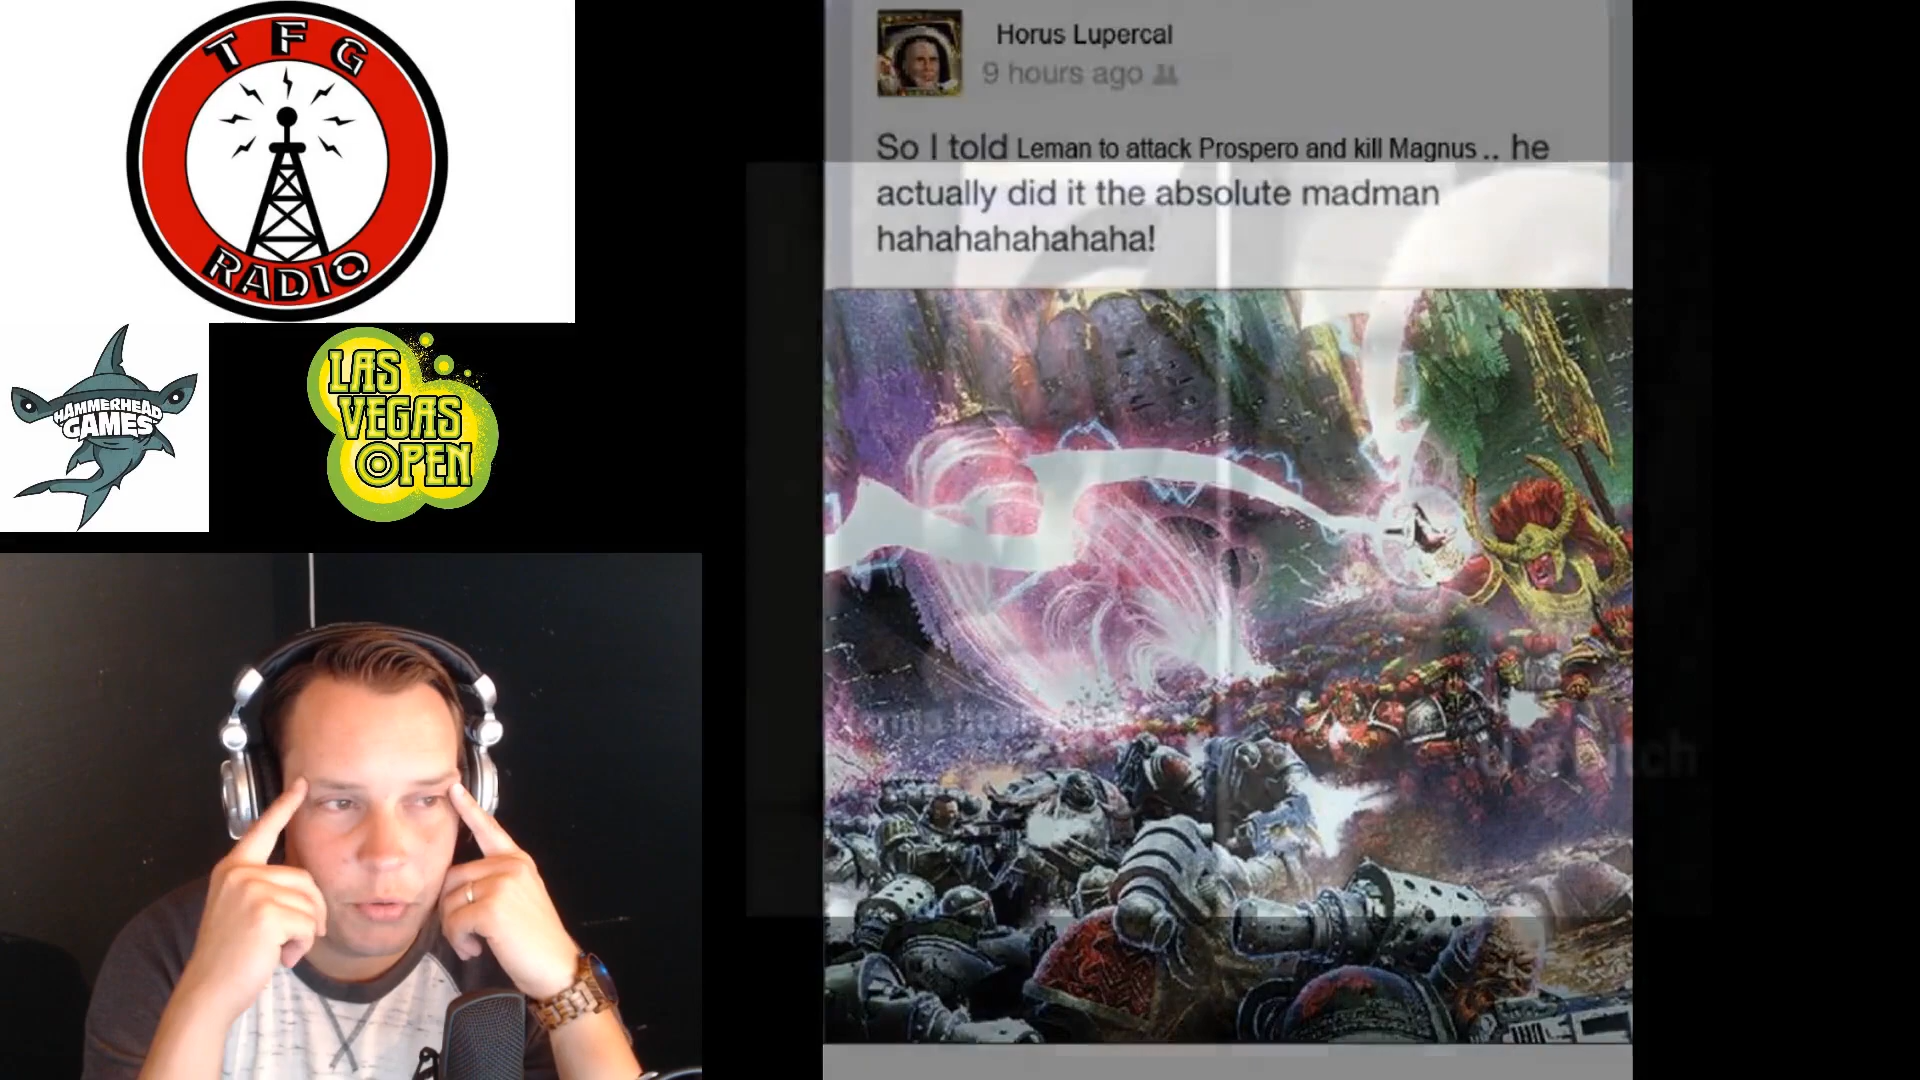 TFG
RADIO
HAMMERHEAD
GAMES
LAS
VEGAS
OPEN
Horus Lupercal
9 hours ago
So I told Leman to attack Prospero and kill Magnus .. he
actually did it the absolute madman
hahahahahahaha!